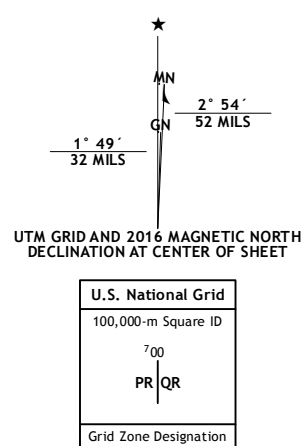 ★
MN
GN
2° 54´
52 MILS
1° 49´
32 MILS
UTM GRID AND 2016 MAGNETIC NORTH
DECLINATION AT CENTER OF SHEET
U.S. National Grid
100,000-m Square ID
⁷00
PR QR
Grid Zone Designation